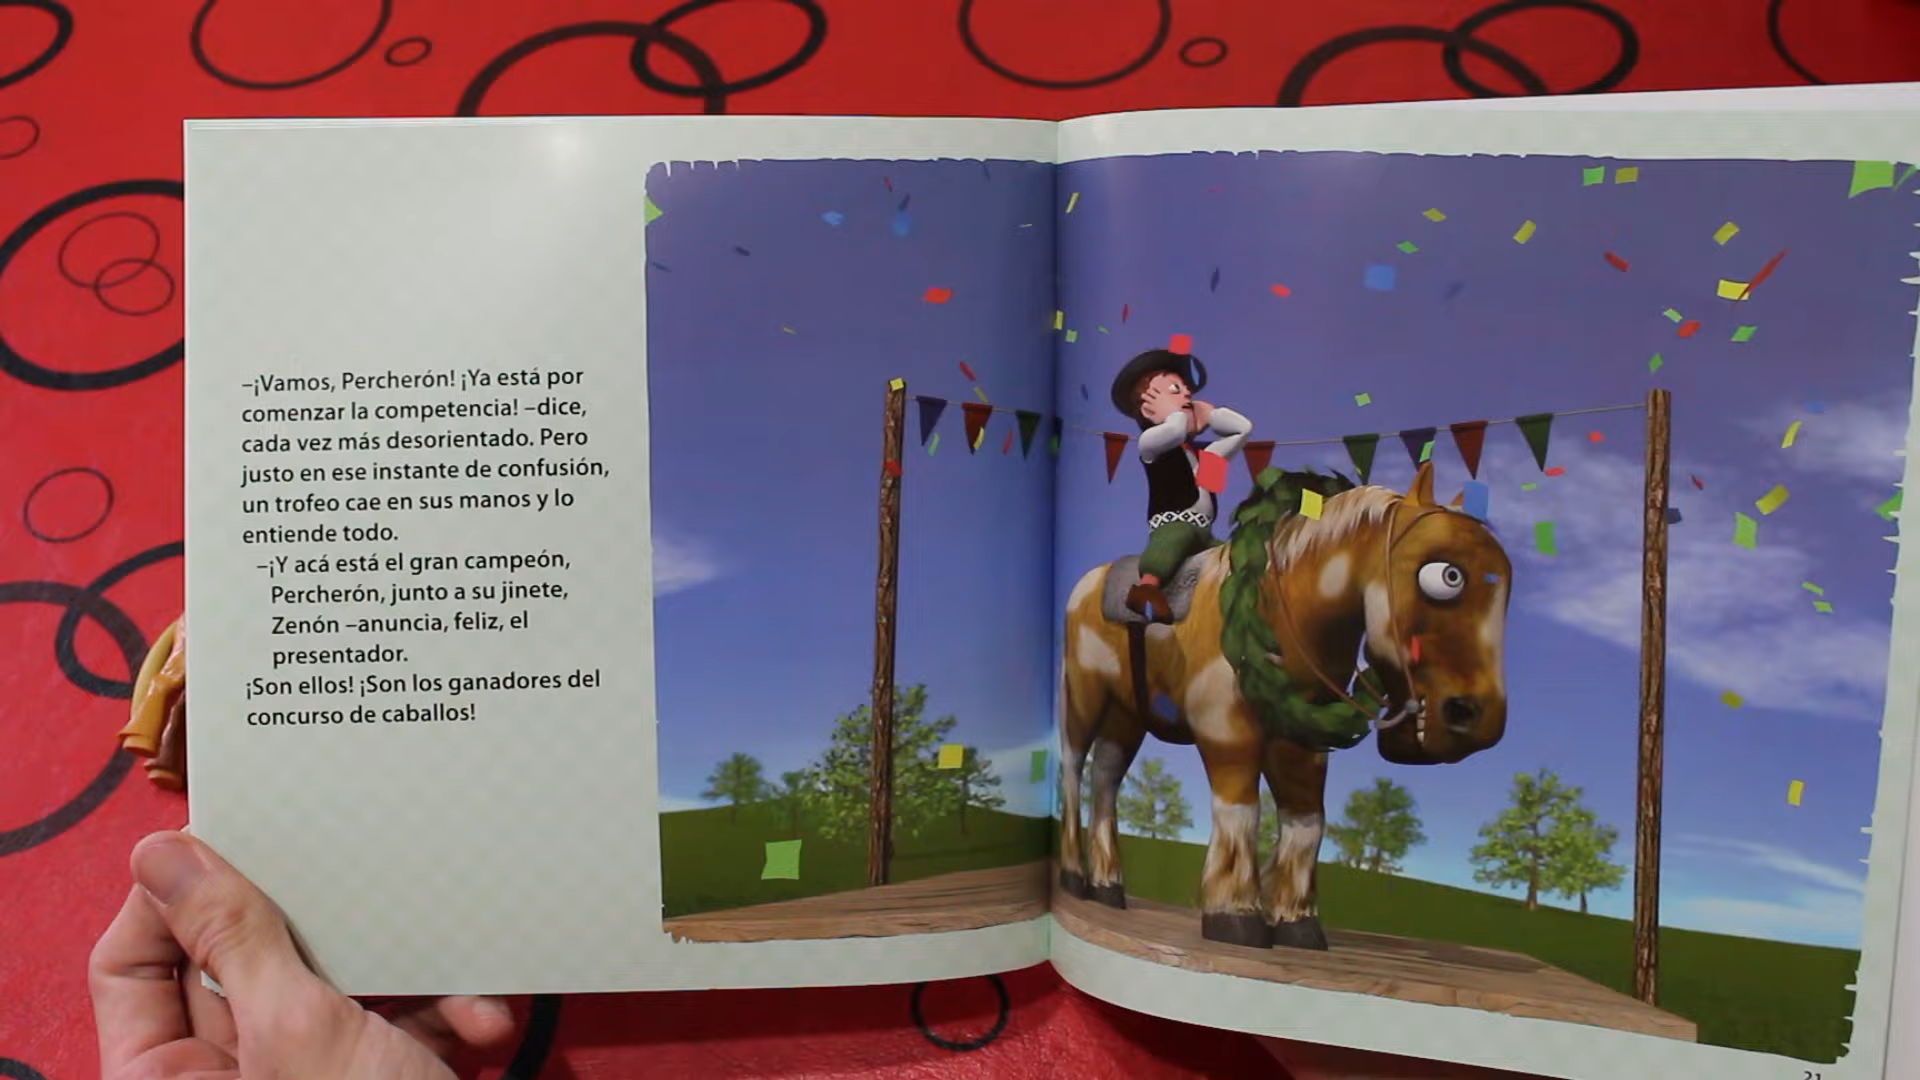 –¡Vamos, Percherón! ¡Ya está por
comenzar la competencia! –dice,
cada vez más desorientado. Pero
justo en ese instante de confusión,
un trofeo cae en sus manos y lo
entiende todo.
–¡Y acá está el gran campeón,
Percherón, junto a su jinete,
Zenón –anuncia, feliz, el
presentador.
¡Son ellos! ¡Son los ganadores del
concurso de caballos!
21